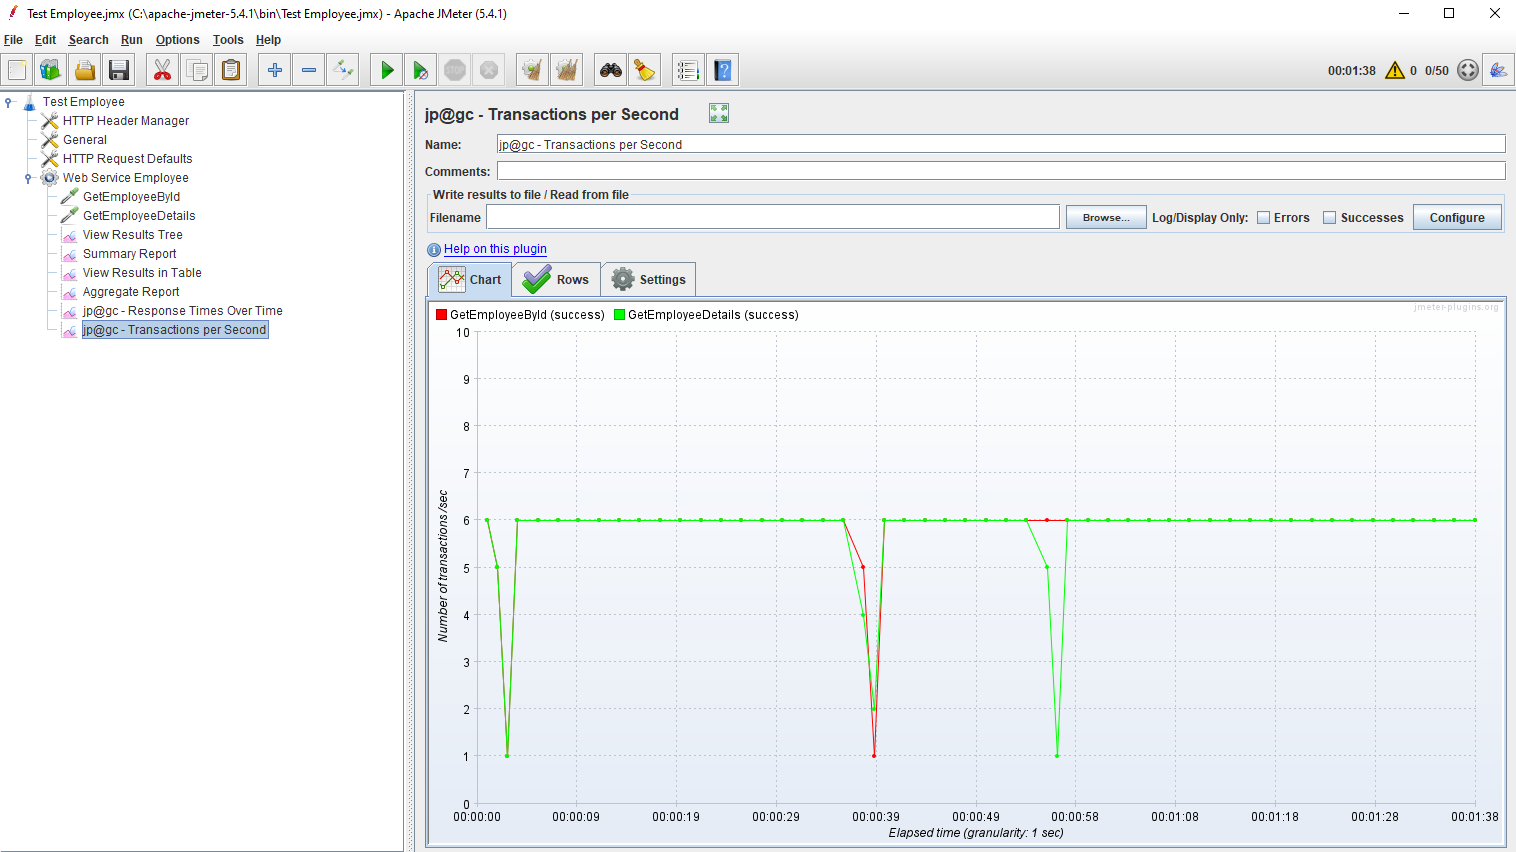 Test Employee.jmx (C:\apache-jmeter-5.4.1\bin\Test Employee.jmx) - Apache JMeter (5.4.1)
File Edit Search Run Options Tools Help
STOP
00:01:38 0 0/50
Test Employee
HTTP Header Manager
General
HTTP Request Defaults
Web Service Employee
GetEmployeeById
GetEmployeeDetails
View Results Tree
Summary Report
View Results in Table
Aggregate Report
jp@gc - Response Times Over Time
jp@gc - Transactions per Second
jp@gc - Transactions per Second
Name: jp@gc - Transactions per Second
Comments:
Write results to file / Read from file
Filename Browse... Log/Display Only: Errors Successes Configure
Help on this plugin
Chart Rows Settings
jmeter-plugins.org
GetEmployeeById (success) GetEmployeeDetails (success)
10
9
8
7
6
5
4
3
2
1
0
Number of transactions /sec
00:00:00 00:00:09 00:00:19 00:00:29 00:00:39 00:00:49 00:00:58 00:01:08 00:01:18 00:01:28 00:01:38
Elapsed time (granularity: 1 sec)